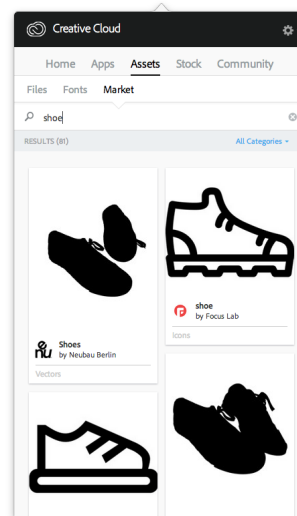 Creative Cloud
Home Apps Assets Stock Community
Files Fonts Market
shoe
RESULTS (81) All Categories
Shoes
by Neubau Berlin
Vectors
shoe
by Focus Lab
Icons